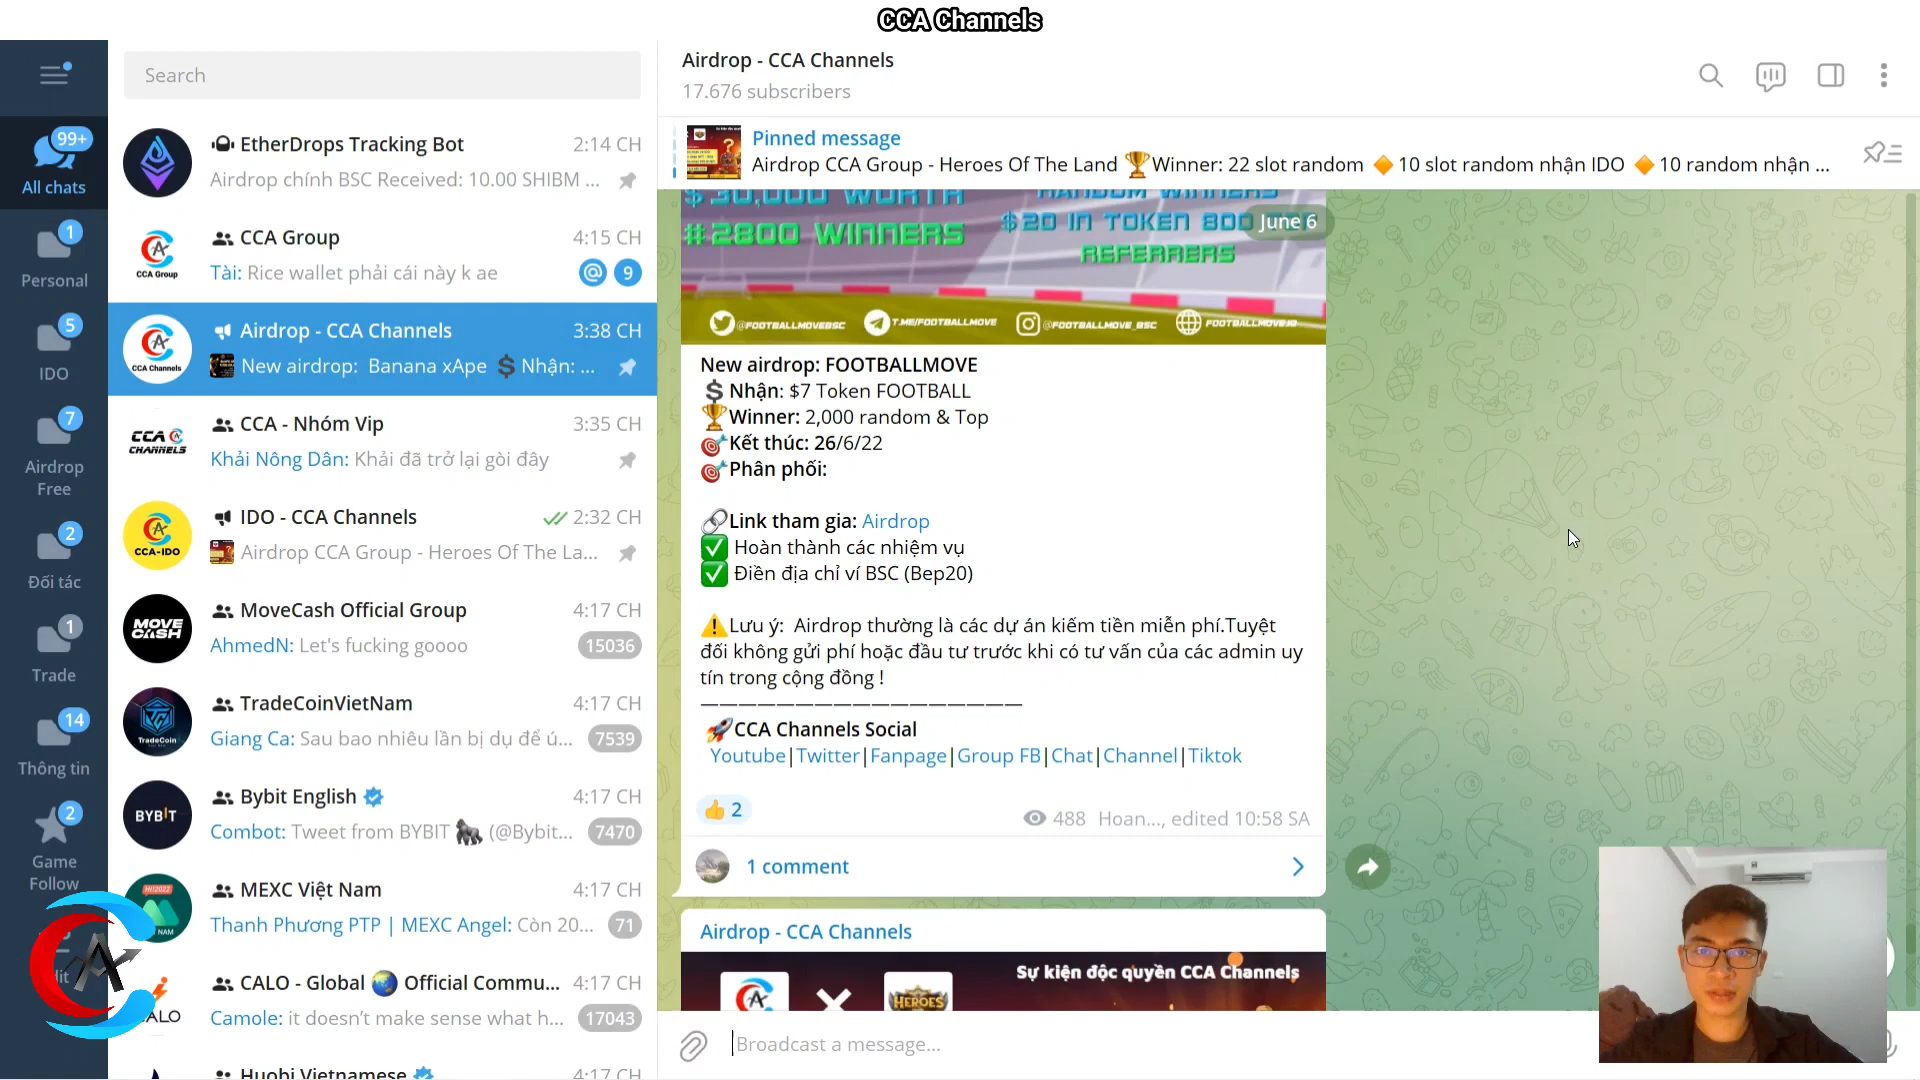 CCA Channels
Search
99+
All chats
1
Personal
5
IDO
7
Airdrop
Free
2
Đối tác
1
Trade
14
Thông tin
2
Game
Follow
EtherDrops Tracking Bot 2:14 CH
Airdrop chính BSC Received: 10.00 SHIBM ...
CCA Group 4:15 CH
Tài: Rice wallet phải cái này k ae @ 9
CCA Group
Airdrop - CCA Channels 3:38 CH
New airdrop: Banana xApe Nhận: ...
CCA Channels
CCA - Nhóm Vip 3:35 CH
Khải Nông Dân: Khải đã trở lại gòi đây
CCA CHANNELS
IDO - CCA Channels 2:32 CH
Airdrop CCA Group - Heroes Of The La...
CCA-IDO
MoveCash Official Group 4:17 CH
AhmedN: Let's fucking goooo 15036
MOVE CASH
TradeCoinVietNam 4:17 CH
Giang Ca: Sau bao nhiêu lần bị dụ để ú... 7539
TradeCoin
Bybit English 4:17 CH
Combot: Tweet from BYBIT (@Bybit... 7470
BYBIT
MEXC Việt Nam 4:17 CH
Thanh Phương PTP | MEXC Angel: Còn 20... 71
CALO - Global Official Commu... 4:17 CH
Camole: it doesn't make sense what h... 17043
Huobi Vietnamese 4:17 CH
Airdrop - CCA Channels
17.676 subscribers
Pinned message
Airdrop CCA Group - Heroes Of The Land 🏆Winner: 22 slot random 🔶10 slot random nhận IDO 🔶 10 random nhận ...
$30,000 WORTH
#2800 WINNERS
RANDOM WINNERS
$20 IN TOKEN 800
REFERRERS
June 6
@FOOTBALLMOVEBSC T.ME/FOOTBALLMOVE @FOOTBALLMOVE_BSC FOOTBALLMOVE.IO
New airdrop: FOOTBALLMOVE
💲Nhận: $7 Token FOOTBALL
🏆Winner: 2,000 random & Top
🎯Kết thúc: 26/6/22
🎯Phân phối:
🔗Link tham gia: Airdrop
✅ Hoàn thành các nhiệm vụ
✅ Điền địa chỉ ví BSC (Bep20)
⚠️Lưu ý: Airdrop thường là các dự án kiếm tiền miễn phí.Tuyệt
đối không gửi phí hoặc đầu tư trước khi có tư vấn của các admin uy
tín trong cộng đồng !
—————————————————
🚀CCA Channels Social
Youtube|Twitter|Fanpage|Group FB|Chat|Channel|Tiktok
👍 2
488 Hoan..., edited 10:58 SA
1 comment
Airdrop - CCA Channels
Sự kiện độc quyền CCA Channels
HEROES
Broadcast a message...